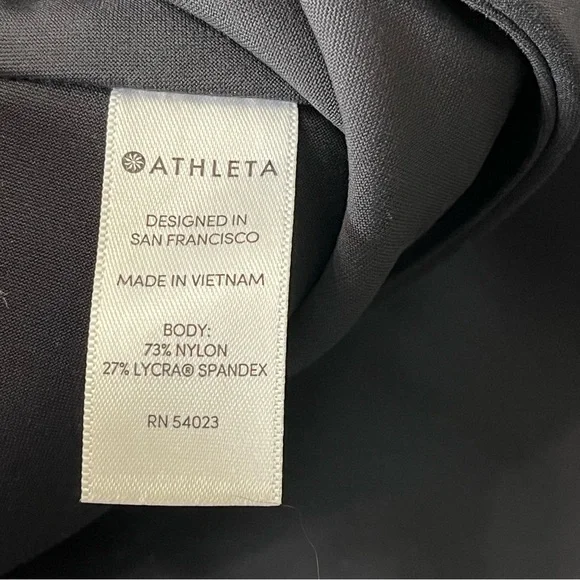 ATHLETA
DESIGNED IN
SAN FRANCISCO
MADE IN VIETNAM
BODY:
73% NYLON
27% LYCRA® SPANDEX
RN 54023